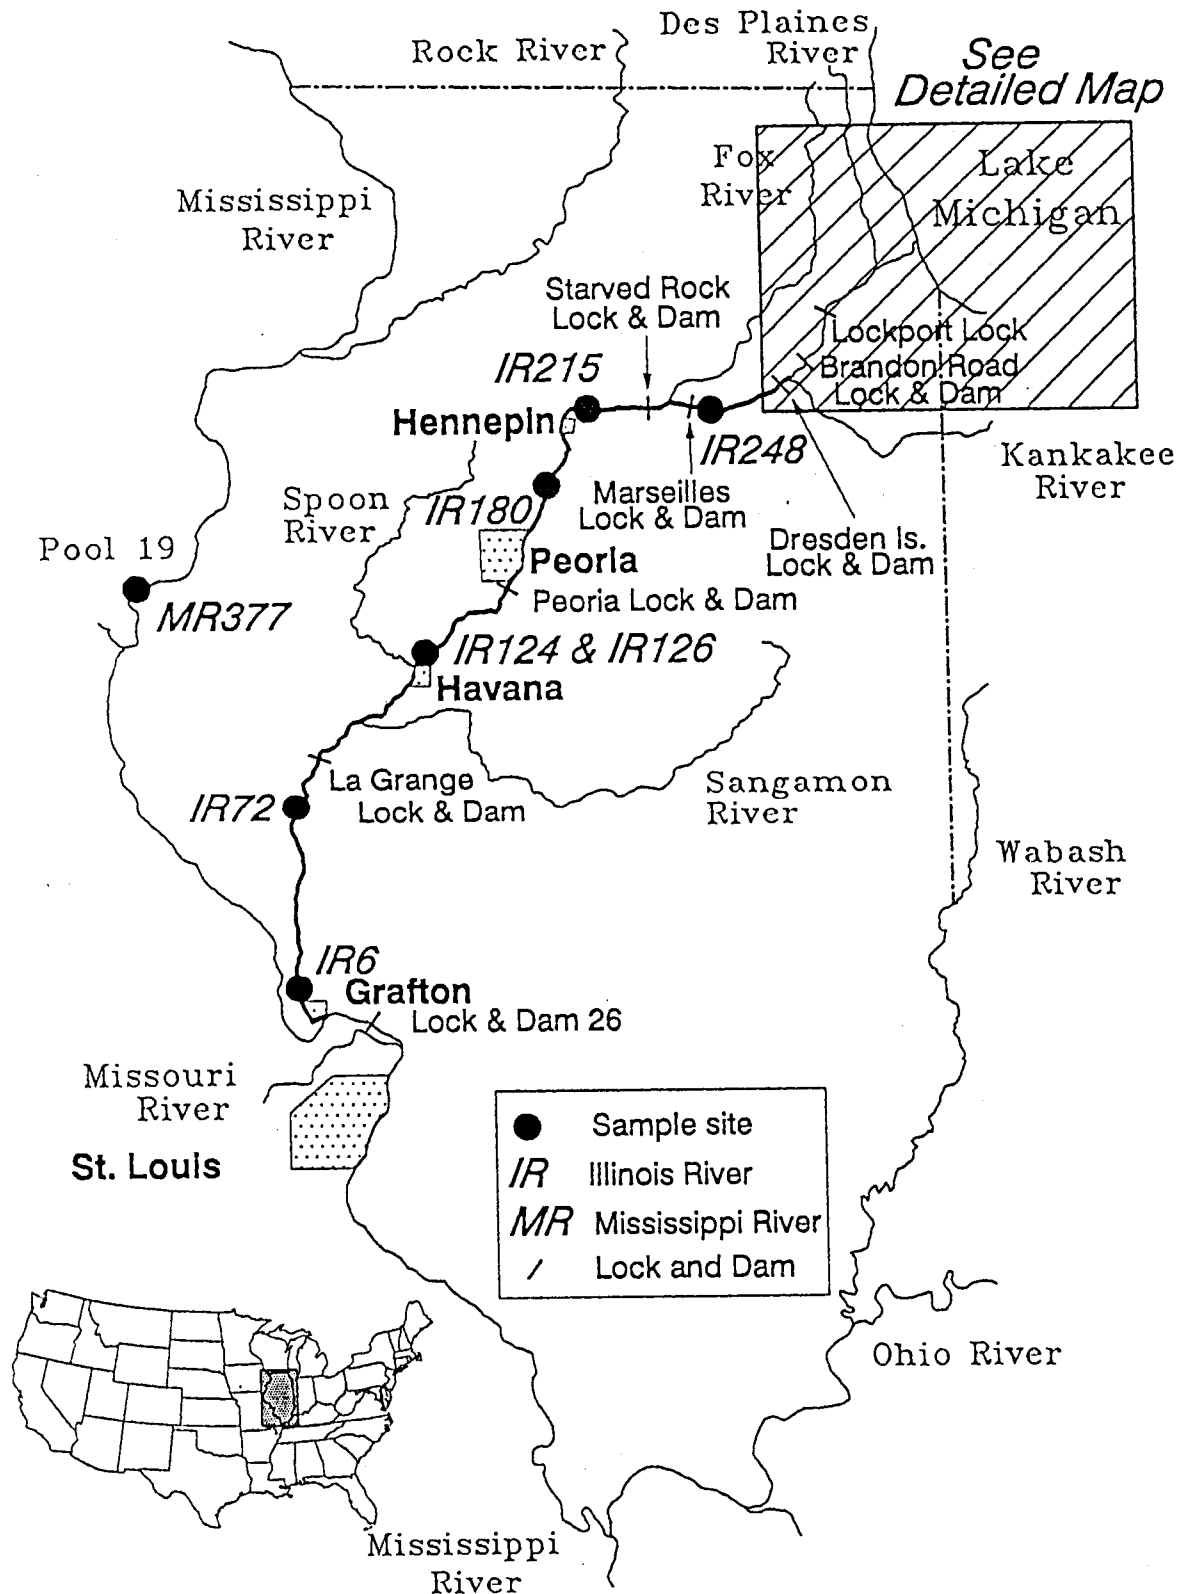 Des Plaines
River
Rock River
See
Detailed Map
Fox
River
Lake
Michigan
Mississippi
River
Starved Rock
Lock & Dam
Lockport Lock
Brandon Road
Lock & Dam
IR215
Hennepin
IR248
Kankakee
River
Spoon
River
IR180
Marseilles
Lock & Dam
Dresden Is.
Lock & Dam
Pool 19
Peoria
Peoria Lock & Dam
MR377
IR124 & IR126
Havana
La Grange
Lock & Dam
Sangamon
River
IR72
Wabash
River
IR6
Grafton
Lock & Dam 26
Missouri
River
St. Louis
Sample site
IR Illinois River
MR Mississippi River
Lock and Dam
Ohio River
Mississippi
River